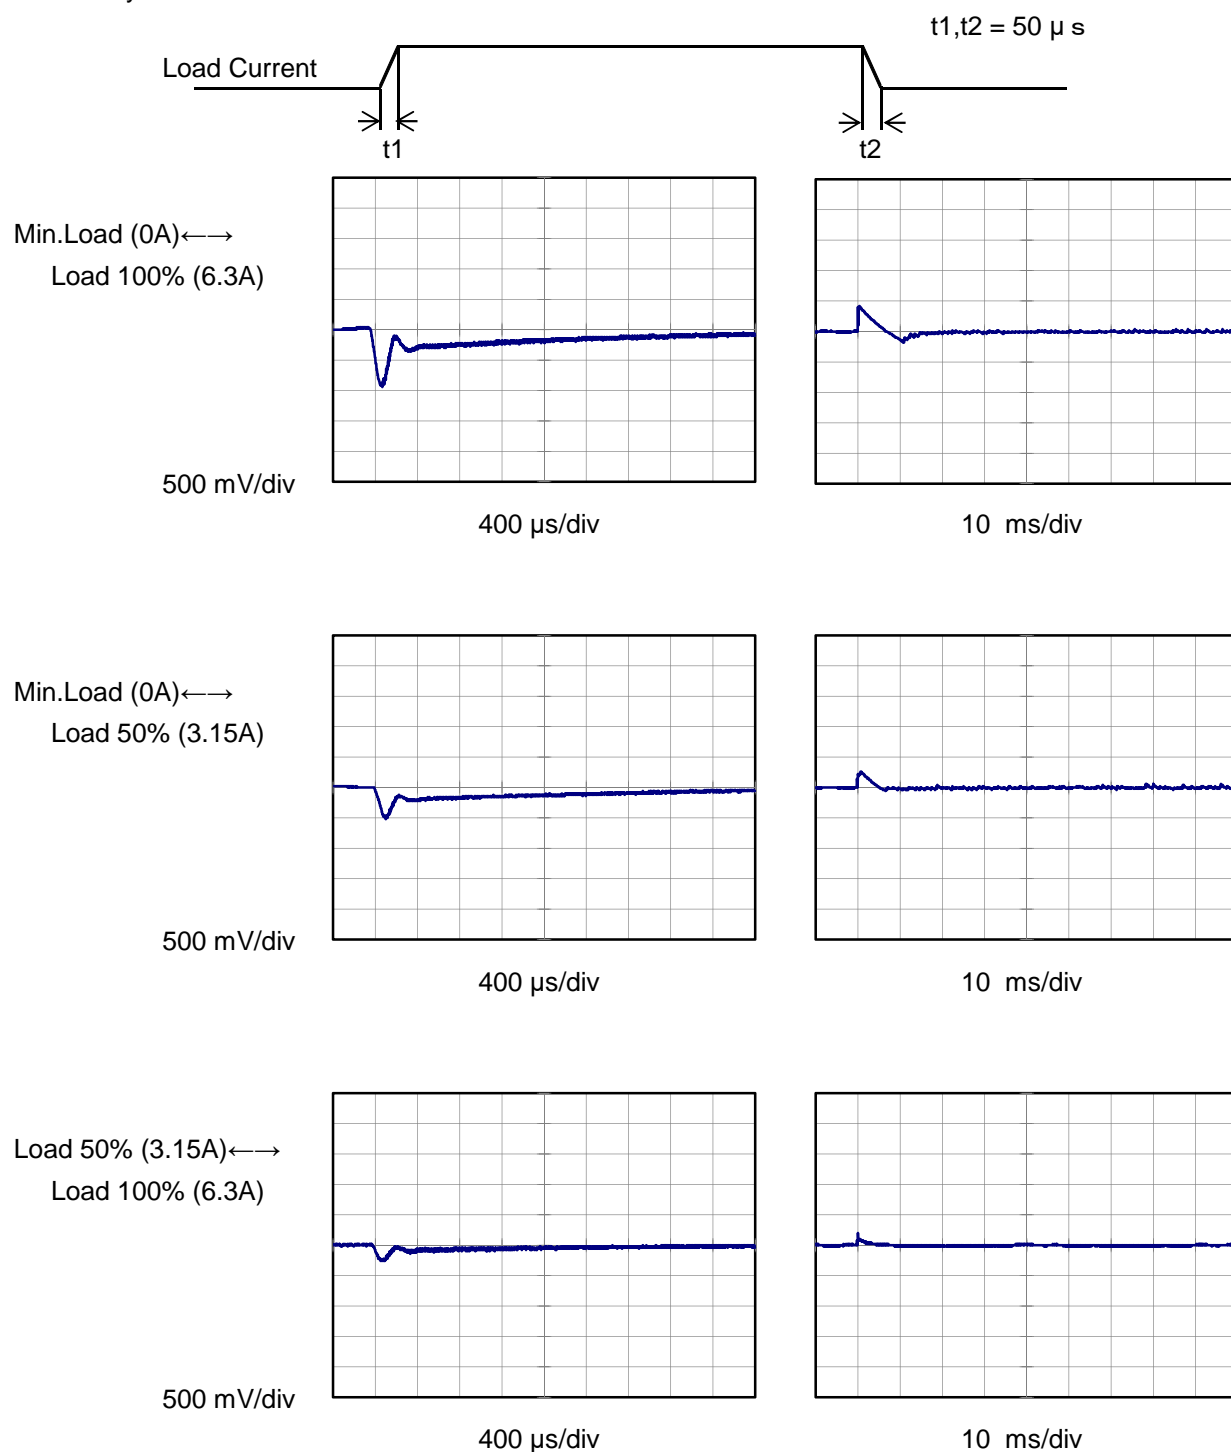 t1,t2 = 50 μ s
Load Current
t1
t2
Min.Load (0A)←→
Load 100% (6.3A)
500 mV/div
400 µs/div
10 ms/div
Min.Load (0A)←→
Load 50% (3.15A)
500 mV/div
400 µs/div
10 ms/div
Load 50% (3.15A)←→
Load 100% (6.3A)
500 mV/div
400 µs/div
10 ms/div